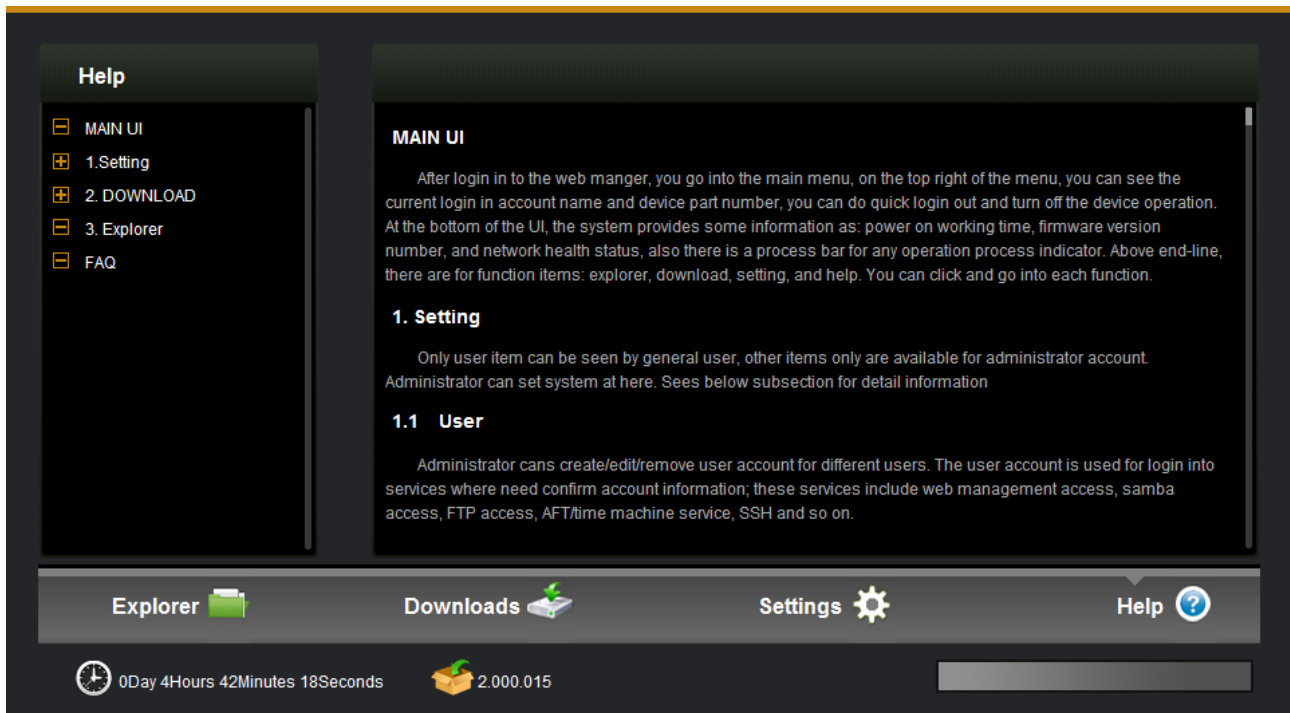 Help
MAIN UI
1.Setting
2. DOWNLOAD
3. Explorer
FAQ
MAIN UI
After login in to the web manger, you go into the main menu, on the top right of the menu, you can see the
current login in account name and device part number, you can do quick login out and turn off the device operation.
At the bottom of the UI, the system provides some information as: power on working time, firmware version
number, and network health status, also there is a process bar for any operation process indicator. Above end-line,
there are for function items: explorer, download, setting, and help. You can click and go into each function.
1. Setting
Only user item can be seen by general user, other items only are available for administrator account.
Administrator can set system at here. Sees below subsection for detail information
1.1 User
Administrator cans create/edit/remove user account for different users. The user account is used for login into
services where need confirm account information; these services include web management access, samba
access, FTP access, AFT/time machine service, SSH and so on.
Explorer
Downloads
Settings
Help
0Day 4Hours 42Minutes 18Seconds
2.000.015